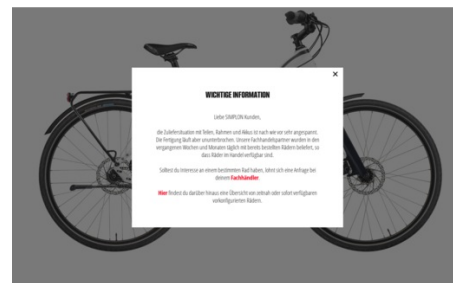 WICHTIGE INFORMATION
Liebe SIMPLON Kunden,
die Zuliefersituation mit Teilen, Rahmen und Akkus ist nach wie vor sehr angespannt.
Die Fertigung läuft aber ununterbrochen. Unsere Fachhandelspartner wurden in den
vergangenen Wochen und Monaten täglich mit bereits bestellten Rädern beliefert, so
dass Räder im Handel verfügbar sind.
Solltest du Interesse an einem bestimmten Rad haben, lohnt sich eine Anfrage bei
deinem Fachhändler.
Hier findest du darüber hinaus eine Übersicht von zeitnah oder sofort verfügbaren
vorkonfigurierten Rädern.